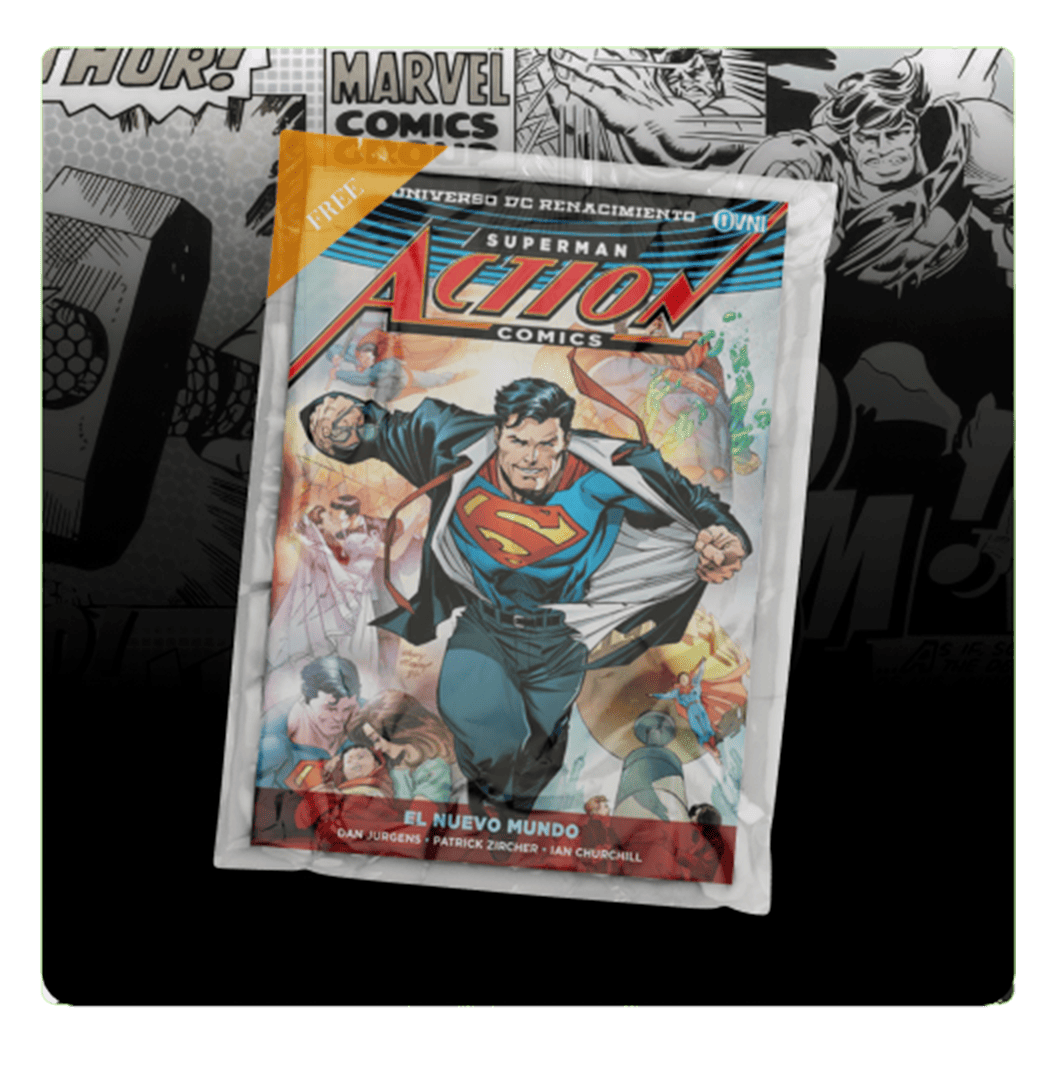 THOR!
MARVEL
COMICS
GROUP
FREE
UNIVERSO DC RENACIMIENTO
OVNI
SUPERMAN
ACTION
COMICS
EL NUEVO MUNDO
DAN JURGENS • PATRICK ZIRCHER • IAN CHURCHILL